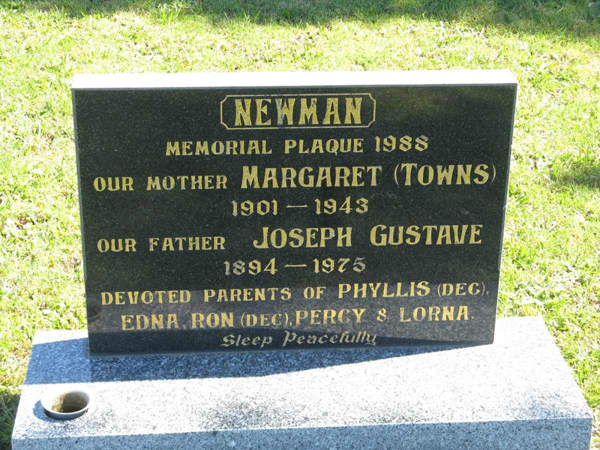 NEWMAN
MEMORIAL PLAQUE 1988
OUR MOTHER MARGARET (TOWNS)
1901 - 1943
OUR FATHER JOSEPH GUSTAVE
1894 - 1975
DEVOTED PARENTS OF PHYLLIS (DEC),
EDNA, RON (DEC), PERCY & LORNA
Sleep Peacefully